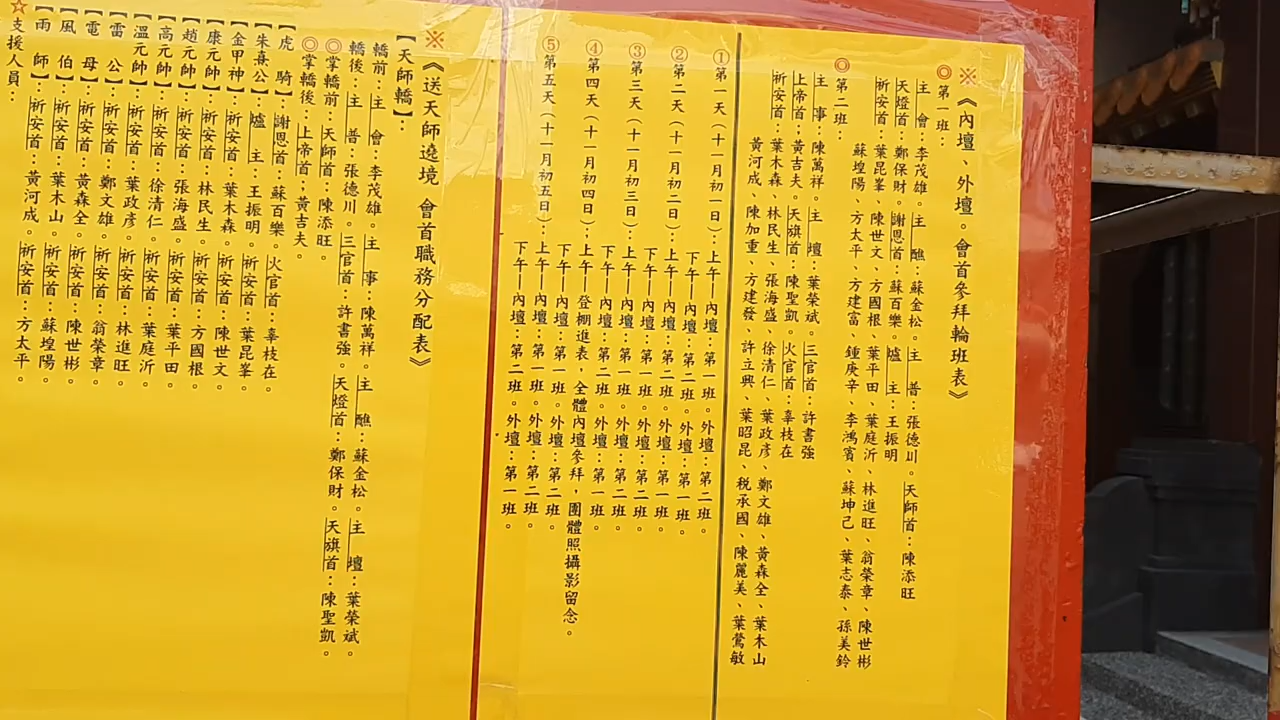 ※《內壇、外壇。會首參拜輪班表》
◎第一班：
主 會：李茂雄。主 醮：蘇金松。主 普：張德川。天師首：陳添旺
天燈首：鄭保財。謝恩首：蘇百樂。爐 主：王振明
祈安首：葉昆峯、陳世文、方國根、葉平田、葉庭沂、林進旺、翁榮章、陳世彬
蘇煌陽、方太平、方建富、鍾庚辛、李鴻賓、蘇坤己、葉志泰、孫美鈴
◎第二班：
主 事：陳萬祥。主 壇：葉榮斌。三官首：許書強
上帝首：黃吉夫。天旗首：陳聖凱。火官首：辜枝在
祈安首：葉木森、林民生、張海盛、徐清仁、葉政彦、鄭文雄、黃森全、葉木山
黃河成、陳加重、方建發、許立興、葉昭昆、税承國、陳麗美、葉鶯敏
①第一天（十一月初一日）：上午—內壇：第一班。外壇：第二班。
下午—內壇：第二班。外壇：第一班。
②第二天（十一月初二日）：上午—內壇：第二班。外壇：第一班。
下午—內壇：第一班。外壇：第二班。
③第三天（十一月初三日）：上午—內壇：第一班。外壇：第二班。
下午—內壇：第二班。外壇：第一班。
④第四天（十一月初四日）：上午—登棚進表，全體內壇參拜，團體照攝影留念。
下午—內壇：第一班。外壇：第二班。
⑤第五天（十一月初五日）：上午—內壇：第一班。外壇：第二班。
下午—內壇：第二班。外壇：第一班。
※《送天師遶境 會首職務分配表》
【天師轎】：
轎前：主 會：李茂雄。主 事：陳萬祥。主 醮：蘇金松。主 壇：葉榮斌。
轎後：主 普：張德川。三官首：許書強。天燈首：鄭保財。天旗首：陳聖凱。
◎掌轎前：天師首：陳添旺。
◎掌轎後：上帝首：黃吉夫。
【虎 騎】：謝恩首：蘇百樂。火官首：辜枝在。
【朱熹公】：爐 主：王振明。祈安首：葉昆峯。
【金甲神】：祈安首：葉木森。祈安首：陳世文。
【康元帥】：祈安首：林民生。祈安首：方國根。
【趙元帥】：祈安首：張海盛。祈安首：葉平田。
【高元帥】：祈安首：徐清仁。祈安首：葉庭沂。
【溫元帥】：祈安首：葉政彦。祈安首：林進旺。
【雷 公】：祈安首：鄭文雄。祈安首：翁榮章。
【電 母】：祈安首：黃森全。祈安首：陳世彬。
【風 伯】：祈安首：葉木山。祈安首：蘇煌陽。
【雨 師】：祈安首：黃河成。祈安首：方太平。
☆支援人員：